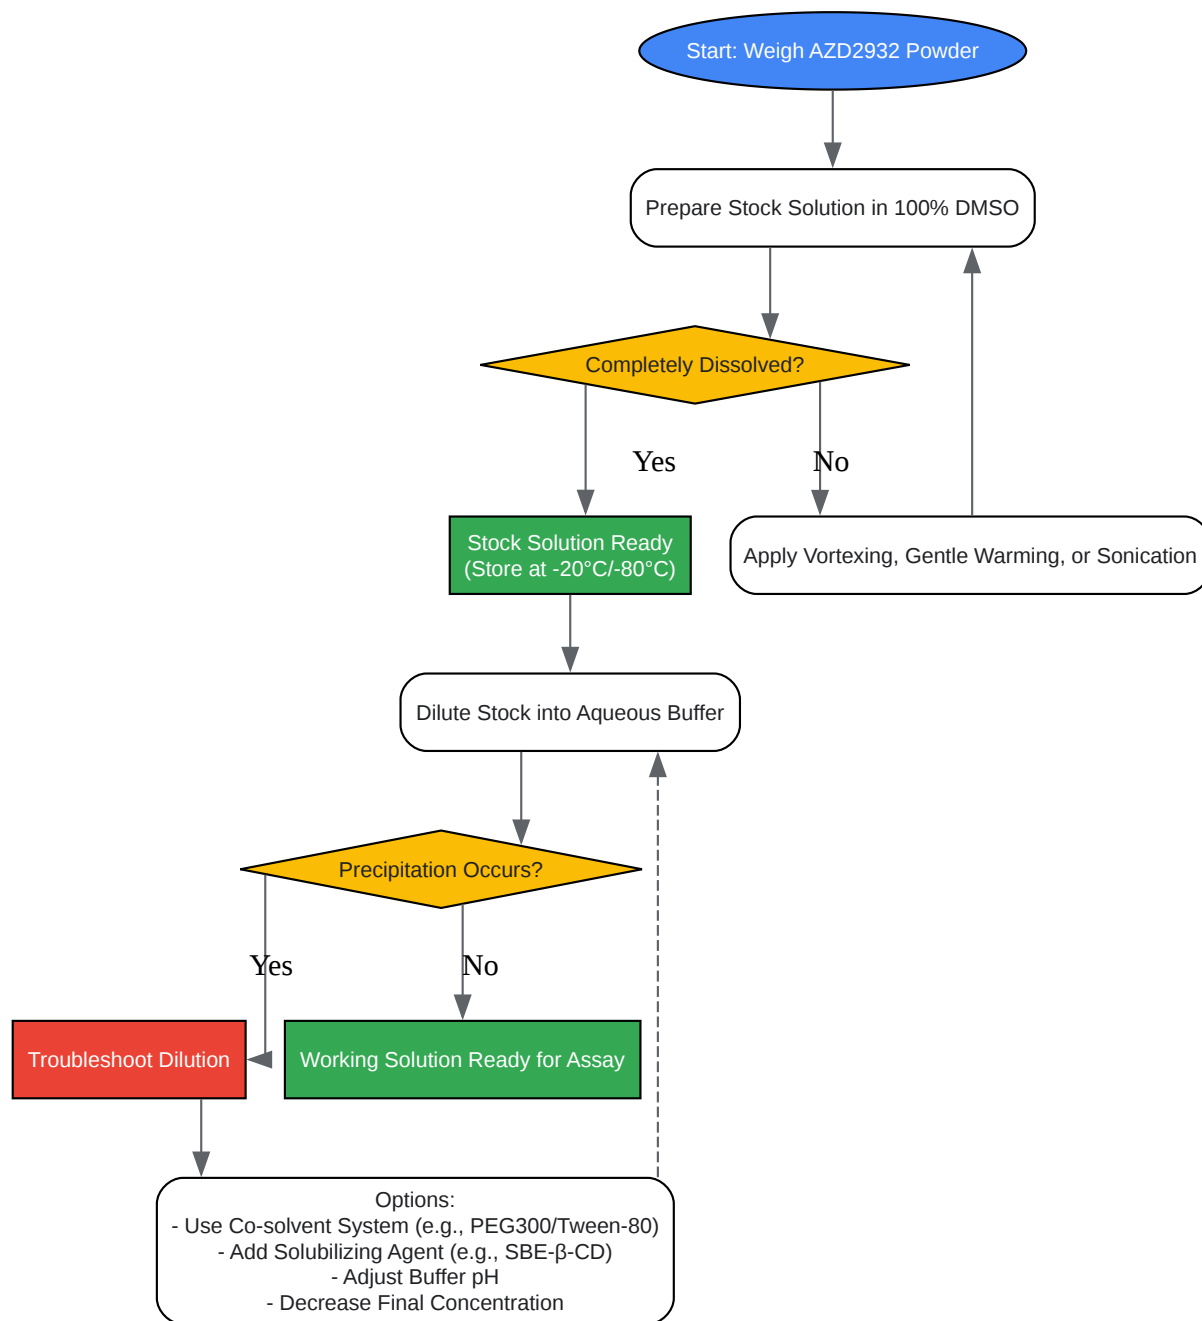 Start: Weigh AZD2932 Powder
Prepare Stock Solution in 100% DMSO
Completely Dissolved?
Yes
No
Stock Solution Ready
(Store at -20°C/-80°C)
Apply Vortexing, Gentle Warming, or Sonication
Dilute Stock into Aqueous Buffer
Precipitation Occurs?
Yes
No
Troubleshoot Dilution
Working Solution Ready for Assay
Options:
- Use Co-solvent System (e.g., PEG300/Tween-80)
- Add Solubilizing Agent (e.g., SBE-β-CD)
- Adjust Buffer pH
- Decrease Final Concentration